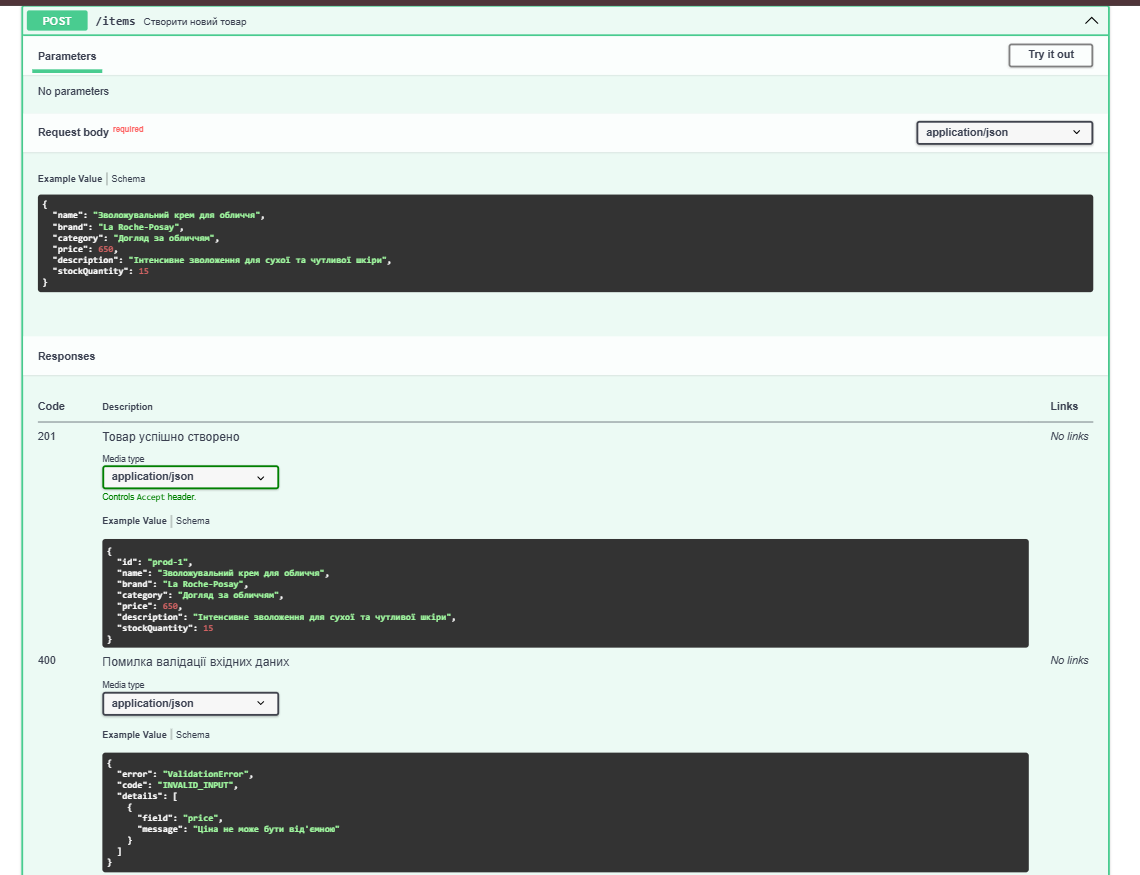 POST /items Створити новий товар
Parameters
Try it out
No parameters
Request body required
application/json
Example Value | Schema
{
"name": "Зволожувальний крем для обличчя",
"brand": "La Roche-Posay",
"category": "Догляд за обличчям",
"price": 650,
"description": "Інтенсивне зволоження для сухої та чутливої шкіри",
"stockQuantity": 15
}
Responses
Code Description Links
201 Товар успішно створено No links
Media type
application/json
Controls Accept header.
Example Value | Schema
{
"id": "prod-1",
"name": "Зволожувальний крем для обличчя",
"brand": "La Roche-Posay",
"category": "Догляд за обличчям",
"price": 650,
"description": "Інтенсивне зволоження для сухої та чутливої шкіри",
"stockQuantity": 15
}
400 Помилка валідації вхідних даних No links
Media type
application/json
Example Value | Schema
{
"error": "ValidationError",
"code": "INVALID_INPUT",
"details": [
{
"field": "price",
"message": "Ціна не може бути від'ємною"
}
]
}